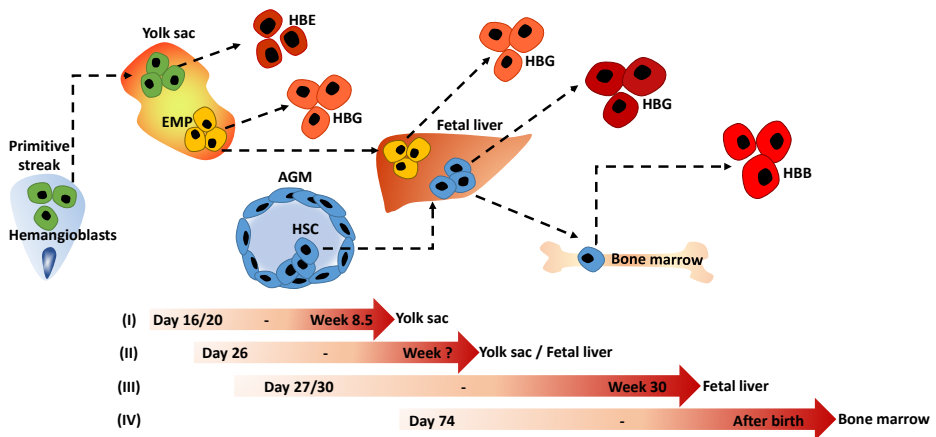 Yolk sac
HBE
HBG
HBG
HBG
EMP
Fetal liver
Primitive
streak
Hemangioblasts
AGM
HSC
HBB
Bone marrow
(I) Day 16/20 - Week 8.5 Yolk sac
(II) Day 26 - Week ? Yolk sac / Fetal liver
(III) Day 27/30 - Week 30 Fetal liver
(IV) Day 74 - After birth Bone marrow